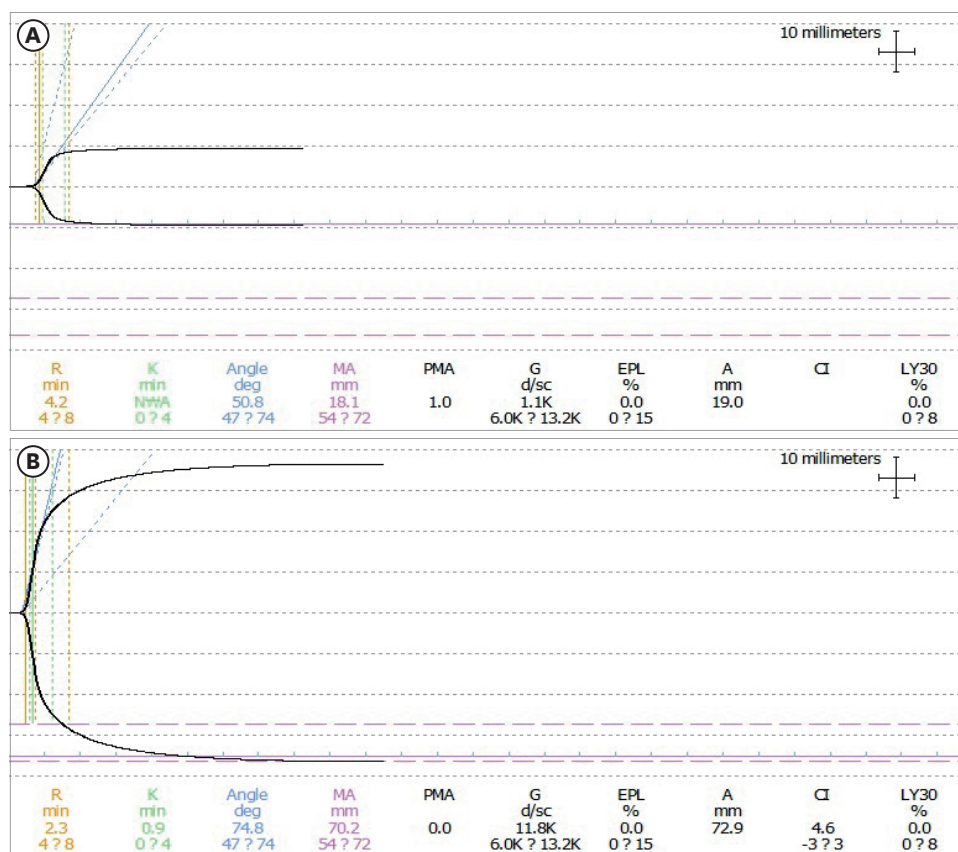 A
10 millimeters
R K Angle MA PMA G EPL A CI LY30
min min deg mm d/sc % mm %
4.2 N₩A 50.8 18.1 1.0 1.1K 0.0 19.0 0.0
4 ? 8 0 ? 4 47 ? 74 54 ? 72 6.0K ? 13.2K 0 ? 15 0 ? 8
B
10 millimeters
R K Angle MA PMA G EPL A CI LY30
min min deg mm d/sc % mm %
2.3 0.9 74.8 70.2 0.0 11.8K 0.0 72.9 4.6 0.0
4 ? 8 0 ? 4 47 ? 74 54 ? 72 6.0K ? 13.2K 0 ? 15 -3 ? 3 0 ? 8